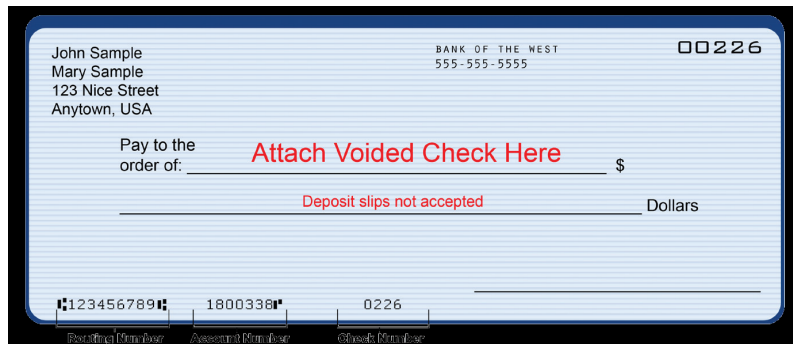 John Sample
Mary Sample
123 Nice Street
Anytown, USA
BANK OF THE WEST
555-555-5555
00226
Pay to the
order of: Attach Voided Check Here $
Deposit slips not accepted Dollars
⑆123456789⑆ 1800338⑈ 0226
Routing Number Account Number Check Number